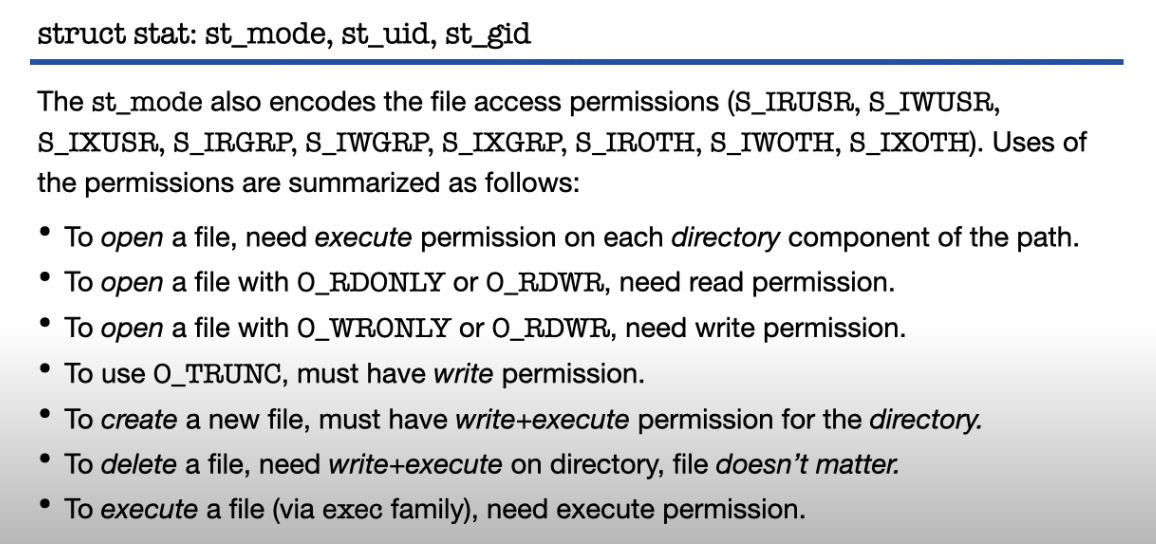 struct stat: st_mode, st_uid, st_gid
The st_mode also encodes the file access permissions (S_IRUSR, S_IWUSR,
S_IXUSR, S_IRGRP, S_IWGRP, S_IXGRP, S_IROTH, S_IWOTH, S_IXOTH). Uses of
the permissions are summarized as follows:
• To open a file, need execute permission on each directory component of the path.
• To open a file with O_RDONLY or O_RDWR, need read permission.
• To open a file with O_WRONLY or O_RDWR, need write permission.
• To use O_TRUNC, must have write permission.
• To create a new file, must have write+execute permission for the directory.
• To delete a file, need write+execute on directory, file doesn't matter.
• To execute a file (via exec family), need execute permission.